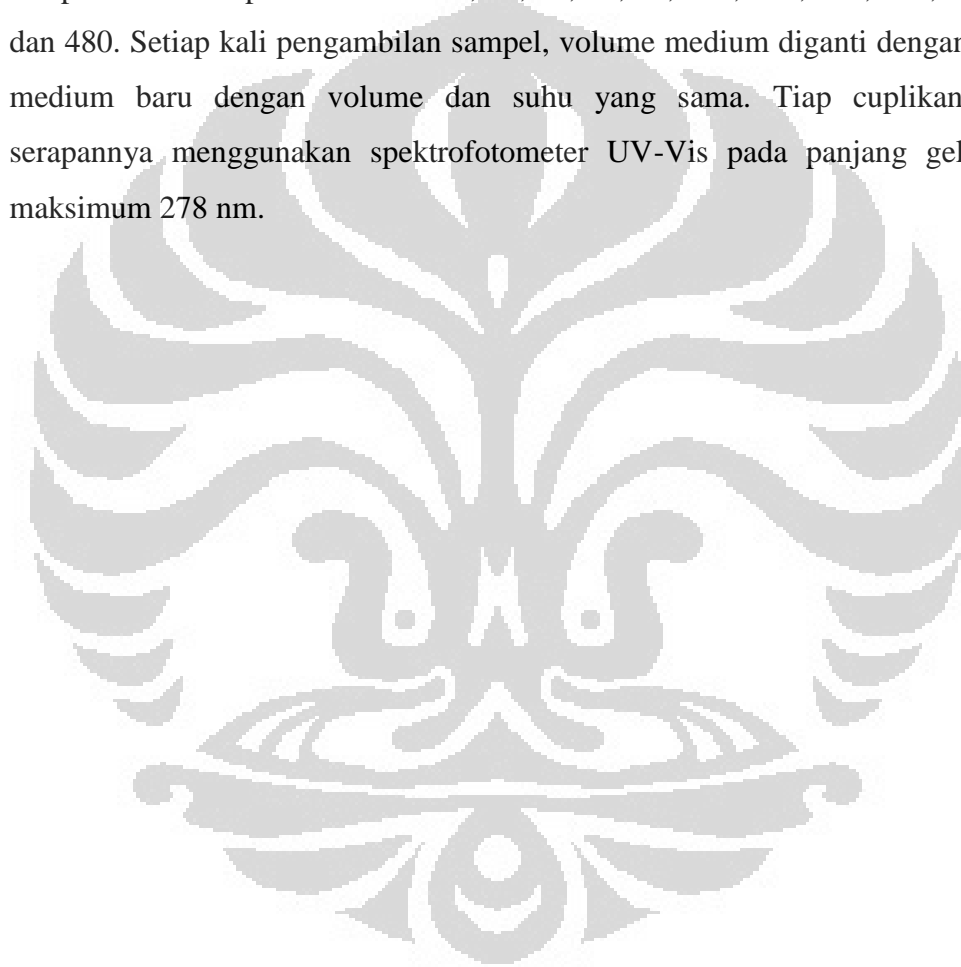 dan 480. Setiap kali pengambilan sampel, volume medium diganti dengan
medium baru dengan volume dan suhu yang sama. Tiap cuplikan
serapannya menggunakan spektrofotometer UV-Vis pada panjang gel
maksimum 278 nm.